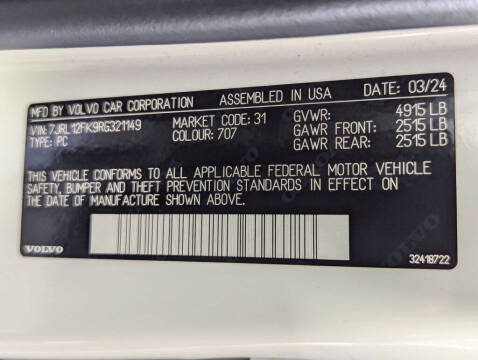 MFD BY VOLVO CAR CORPORATION ASSEMBLED IN USA DATE: 03/24
VIN: 7JRL12FK9RG321149 MARKET CODE: 31 GVWR: 4915 LB
TYPE: PC COLOUR: 707 GAWR FRONT: 2515 LB
GAWR REAR: 2515 LB
THIS VEHICLE CONFORMS TO ALL APPLICABLE FEDERAL MOTOR VEHICLE
SAFETY, BUMPER AND THEFT PREVENTION STANDARDS IN EFFECT ON
THE DATE OF MANUFACTURE SHOWN ABOVE.
VOLVO 32418722